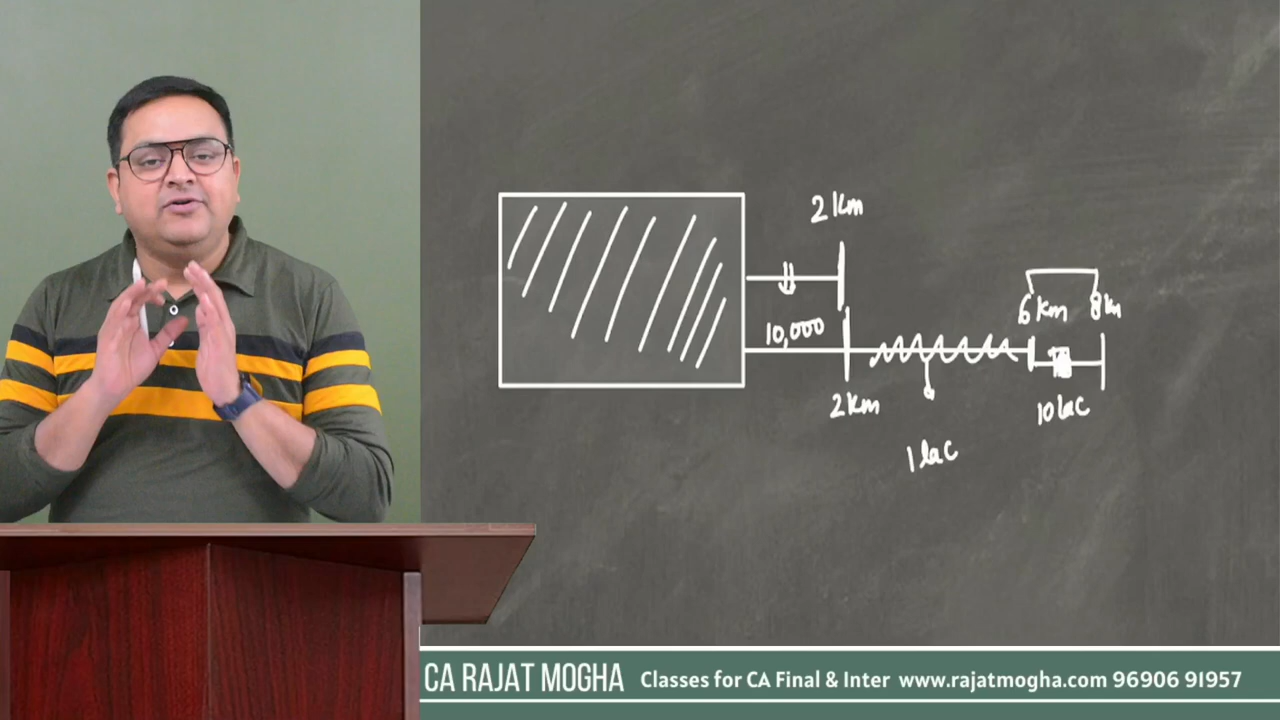 2 Km
10,000
6 Km 8 Km
2 Km
10 lac
1 lac
CA RAJAT MOGHA Classes for CA Final & Inter www.rajatmogha.com 96906 91957